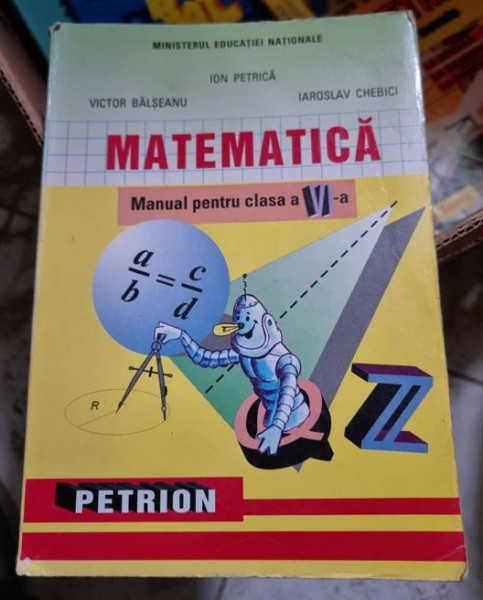 MINISTERUL EDUCAȚIEI NAȚIONALE
ION PETRICĂ
VICTOR BĂLȘEANU
IAROSLAV CHEBICI
MATEMATICĂ
Manual pentru clasa a VI-a
a/b = c/d
R
Q
Z
PETRION